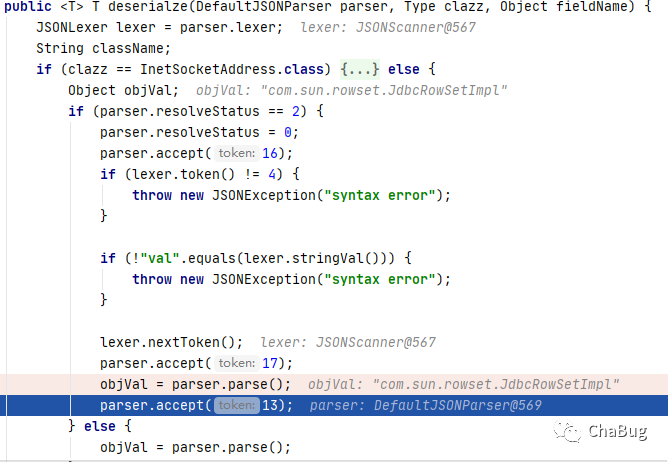 public <T> T deserialze(DefaultJSONParser parser, Type clazz, Object fieldName) {
JSONLexer lexer = parser.lexer; lexer: JSONScanner@567
String className;
if (clazz == InetSocketAddress.class) {...} else {
Object objVal; objVal: "com.sun.rowset.JdbcRowSetImpl"
if (parser.resolveStatus == 2) {
parser.resolveStatus = 0;
parser.accept( token: 16);
if (lexer.token() != 4) {
throw new JSONException("syntax error");
}
if (!"val".equals(lexer.stringVal())) {
throw new JSONException("syntax error");
}
lexer.nextToken(); lexer: JSONScanner@567
parser.accept( token: 17);
objVal = parser.parse(); objVal: "com.sun.rowset.JdbcRowSetImpl"
parser.accept( token: 13); parser: DefaultJSONParser@569
} else {
ChaBug
objVal = parser.parse();